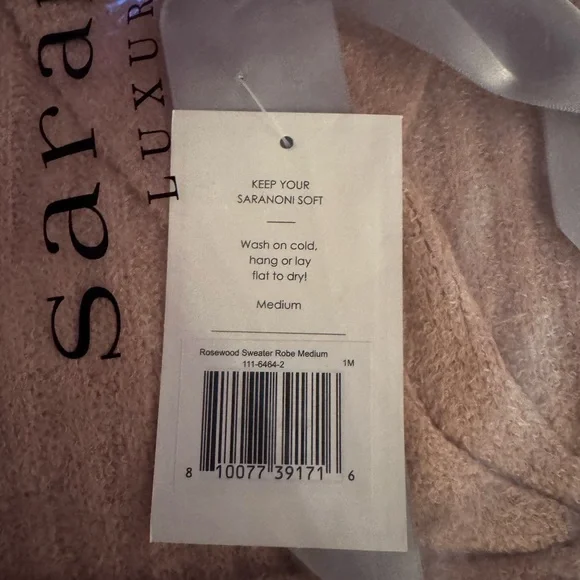 Sara
LUXUR
KEEP YOUR
SARANONI SOFT
Wash on cold,
hang or lay
flat to dry!
Medium
Rosewood Sweater Robe Medium
111-6464-2 1M
8 10077 39171 6